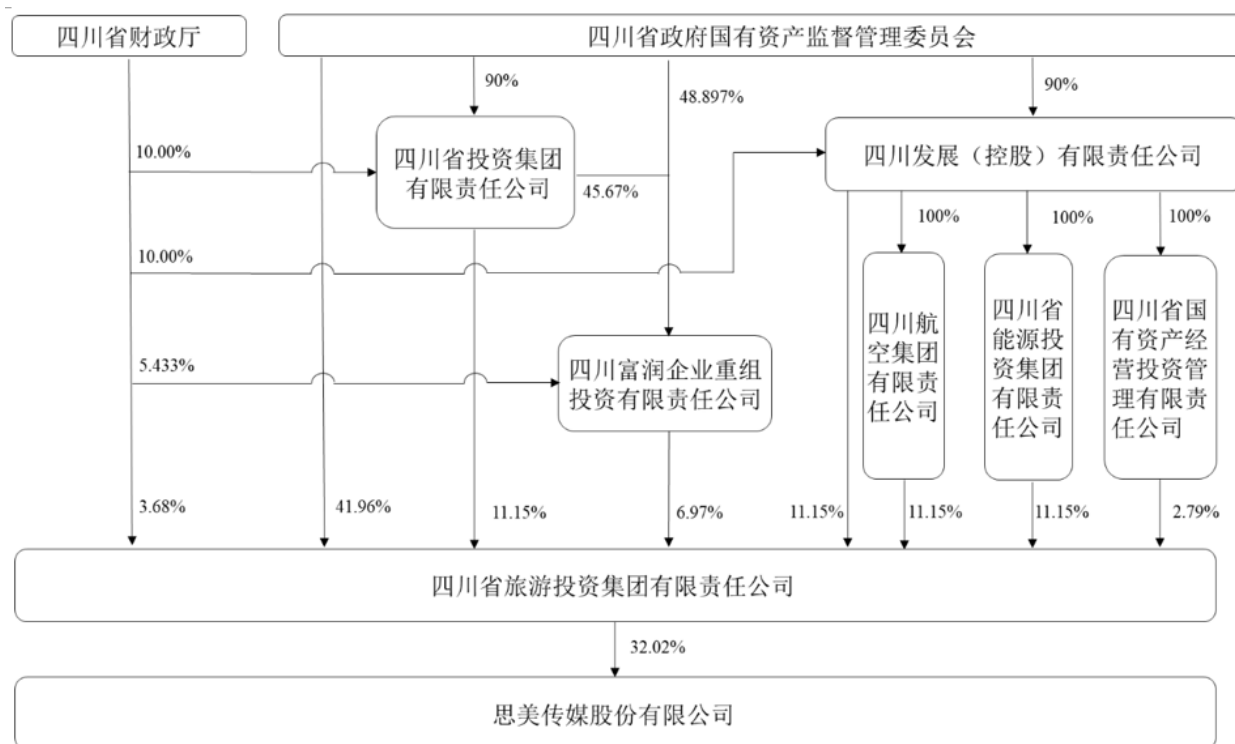 四川省财政厅
四川省政府国有资产监督管理委员会
90%
48.897%
90%
四川省投资集团
有限责任公司
四川发展（控股）有限责任公司
10.00%
45.67%
100%
100%
100%
10.00%
四川航
空集团
有限责
任公司
四川省
能源投
资集团
有限责
任公司
四川省国
有资产经
营投资管
理有限责
任公司
5.433%
四川富润企业重组
投资有限责任公司
3.68%
41.96%
11.15%
6.97%
11.15%
11.15%
11.15%
2.79%
四川省旅游投资集团有限责任公司
32.02%
思美传媒股份有限公司